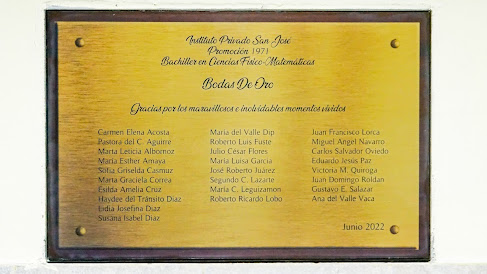 Instituto Privado San José
Promoción 1971
Bachiller en Ciencias Físico-Matemáticas
Bodas De Oro
Gracias por los maravillosos e inolvidables momentos vividos
Carmen Elena Acosta
Pastora del C. Aguirre
Marta Leticia Albornoz
María Esther Amaya
Sofia Griselda Casmuz
Marta Graciela Correa
Esilda Amelia Cruz
Haydee del Tránsito Díaz
Lidia Josefina Díaz
Susana Isabel Díaz
María del Valle Dip
Roberto Luis Fuste
Julio César Flores
María Luisa García
José Roberto Juárez
Segundo C. Lazarte
María C. Leguizamon
Roberto Ricardo Lobo
Juan Francisco Lorca
Miguel Angel Navarro
Carlos Salvador Oviedo
Eduardo Jesús Paz
Victoria M. Quiroga
Juan Domingo Roldan
Gustavo E. Salazar
Ana del Valle Vaca
Junio 2022